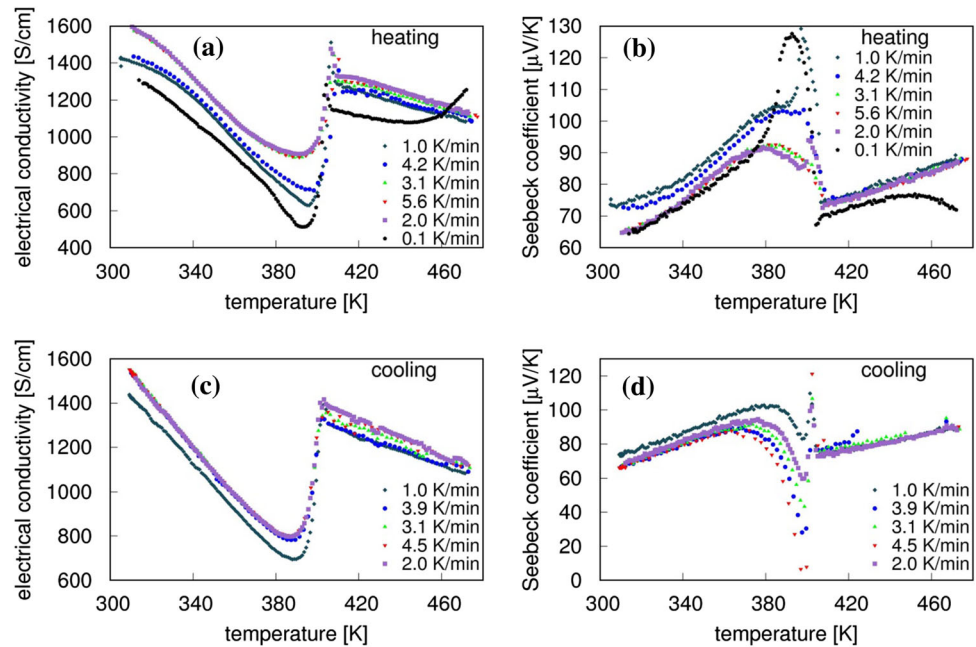 (a)
heating
electrical conductivity [S/cm]
1600
1400
1200
1000
800
600
400
1.0 K/min
4.2 K/min
3.1 K/min
5.6 K/min
2.0 K/min
0.1 K/min
300 340 380 420 460
temperature [K]
(b)
heating
Seebeck coefficient [µV/K]
130
120
110
100
90
80
70
60
1.0 K/min
4.2 K/min
3.1 K/min
5.6 K/min
2.0 K/min
0.1 K/min
300 340 380 420 460
temperature [K]
(c)
cooling
electrical conductivity [S/cm]
1600
1400
1200
1000
800
600
1.0 K/min
3.9 K/min
3.1 K/min
4.5 K/min
2.0 K/min
300 340 380 420 460
temperature [K]
(d)
cooling
Seebeck coefficient [µV/K]
120
100
80
60
40
20
0
1.0 K/min
3.9 K/min
3.1 K/min
4.5 K/min
2.0 K/min
300 340 380 420 460
temperature [K]